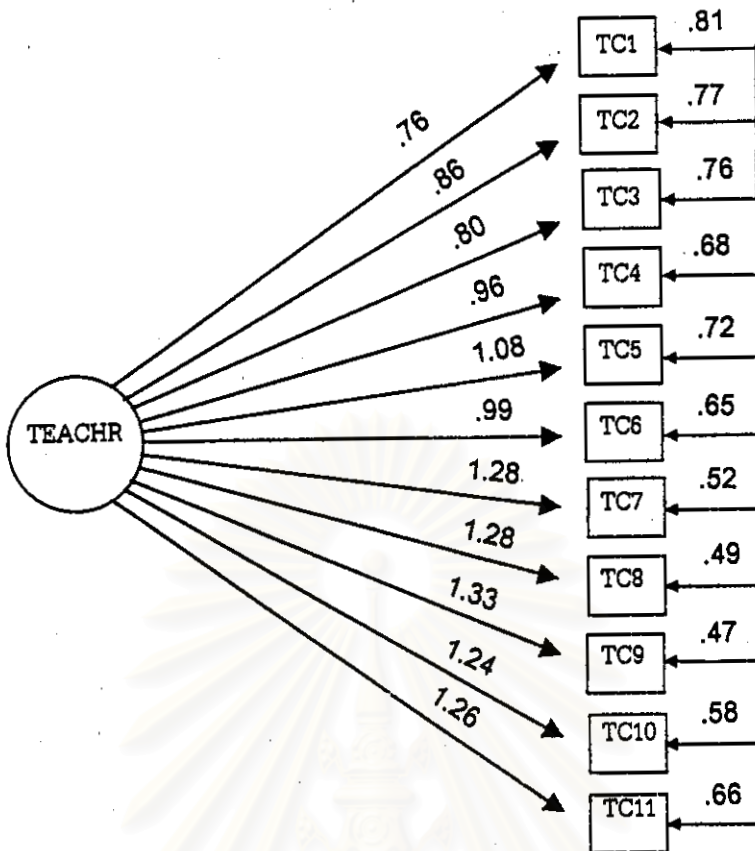 TC1 .81
TC2 .77
TC3 .76
TC4 .68
TC5 .72
TC6 .65
TC7 .52
TC8 .49
TC9 .47
TC10 .58
TC11 .66
TEACHR
.76
.86
.80
.96
1.08
.99
1.28
1.28
1.33
1.24
1.26